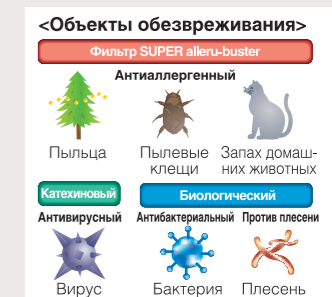 <Объекты обезвреживания>
Фильтр SUPER alleru-buster
Антиаллергенный
Пыльца Пылевые клещи Запах домаш-
них животных
Катехиновый Биологический
Антивирусный Антибактериальный Против плесени
Вирус Бактерия Плесень